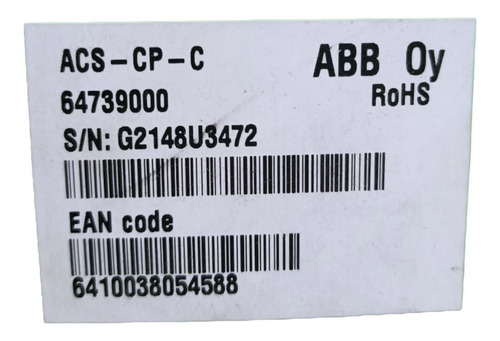 ACS-CP-C
ABB Oy
64739000
RoHS
S/N: G2148U3472
EAN code
6410038054588